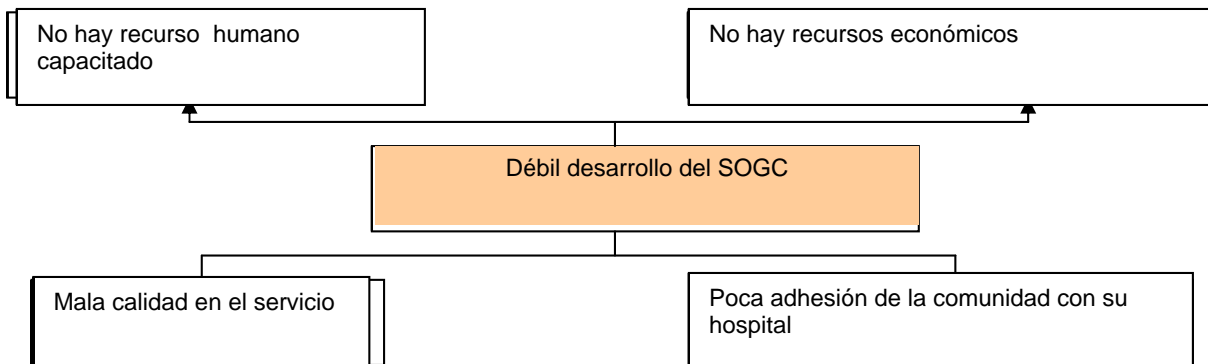 No hay recurso humano
capacitado
No hay recursos económicos
Débil desarrollo del SOGC
Mala calidad en el servicio
Poca adhesión de la comunidad con su
hospital